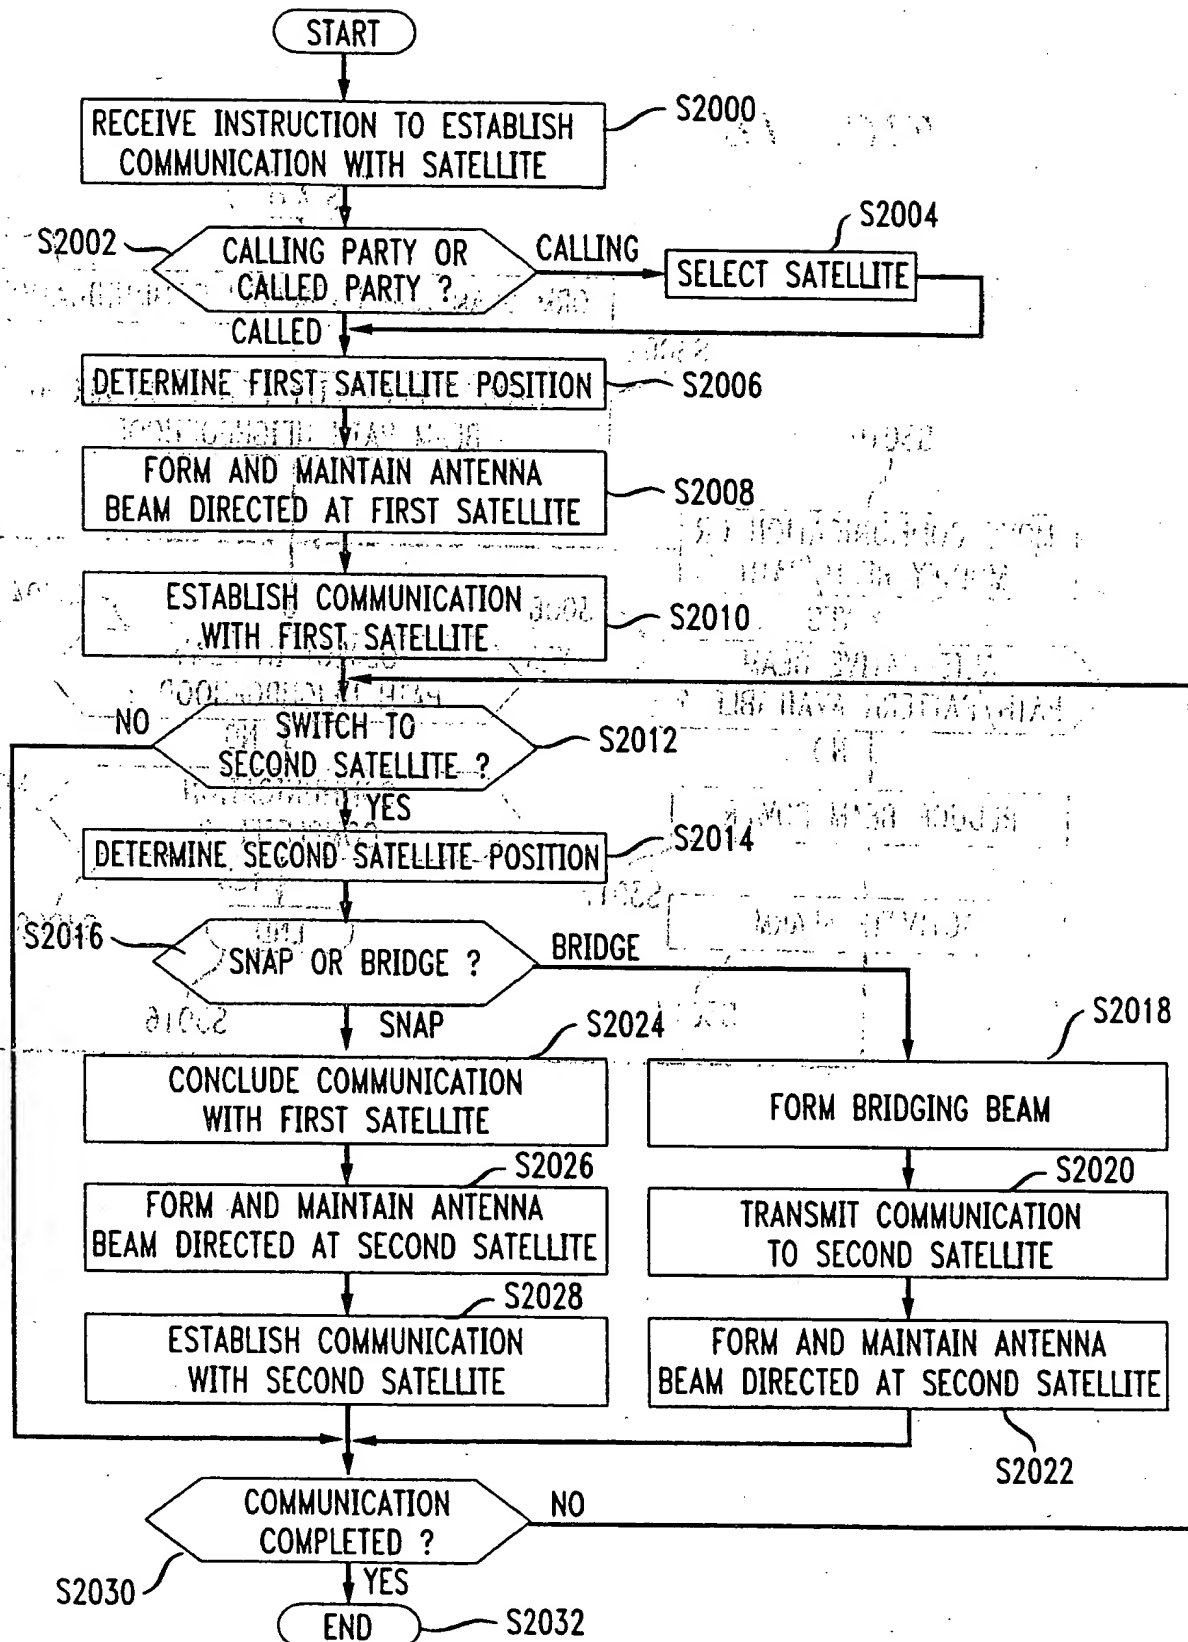 START
S2000
RECEIVE INSTRUCTION TO ESTABLISH
COMMUNICATION WITH SATELLITE
S2002
CALLING PARTY OR
CALLED PARTY ?
CALLING
S2004
SELECT SATELLITE
CALLED
DETERMINE FIRST SATELLITE POSITION
S2006
FORM AND MAINTAIN ANTENNA
BEAM DIRECTED AT FIRST SATELLITE
S2008
ESTABLISH COMMUNICATION
WITH FIRST SATELLITE
S2010
NO
SWITCH TO
SECOND SATELLITE ?
S2012
YES
DETERMINE SECOND SATELLITE POSITION
S2014
S2016
SNAP OR BRIDGE ?
BRIDGE
SNAP
S2024
CONCLUDE COMMUNICATION
WITH FIRST SATELLITE
S2018
FORM BRIDGING BEAM
S2026
FORM AND MAINTAIN ANTENNA
BEAM DIRECTED AT SECOND SATELLITE
S2020
TRANSMIT COMMUNICATION
TO SECOND SATELLITE
S2028
ESTABLISH COMMUNICATION
WITH SECOND SATELLITE
FORM AND MAINTAIN ANTENNA
BEAM DIRECTED AT SECOND SATELLITE
S2022
COMMUNICATION
COMPLETED ?
NO
S2030
YES
END
S2032